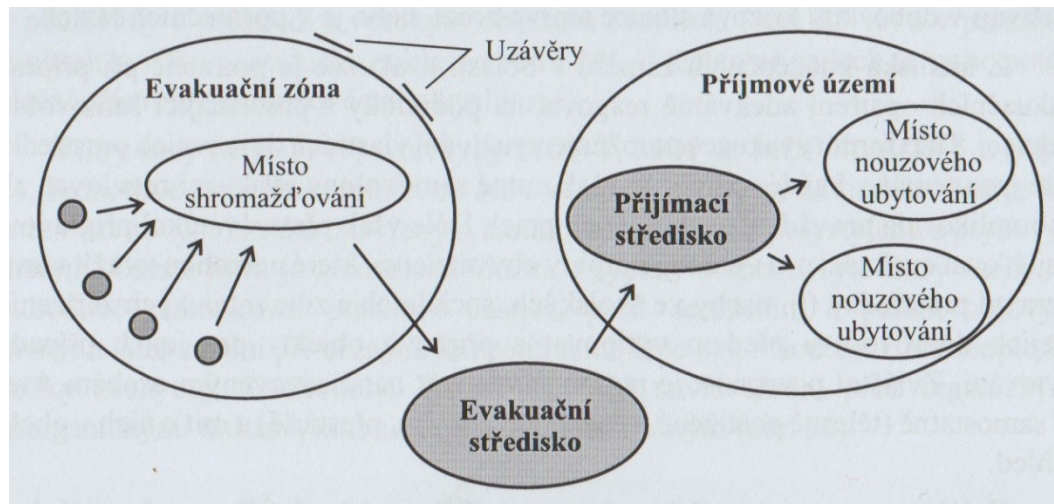 Uzávěry
Evakuační zóna
Místo
shromažďování
Příjmové území
Místo
nouzového
ubytování
Přijímací
středisko
Místo
nouzového
ubytování
Evakuační
středisko